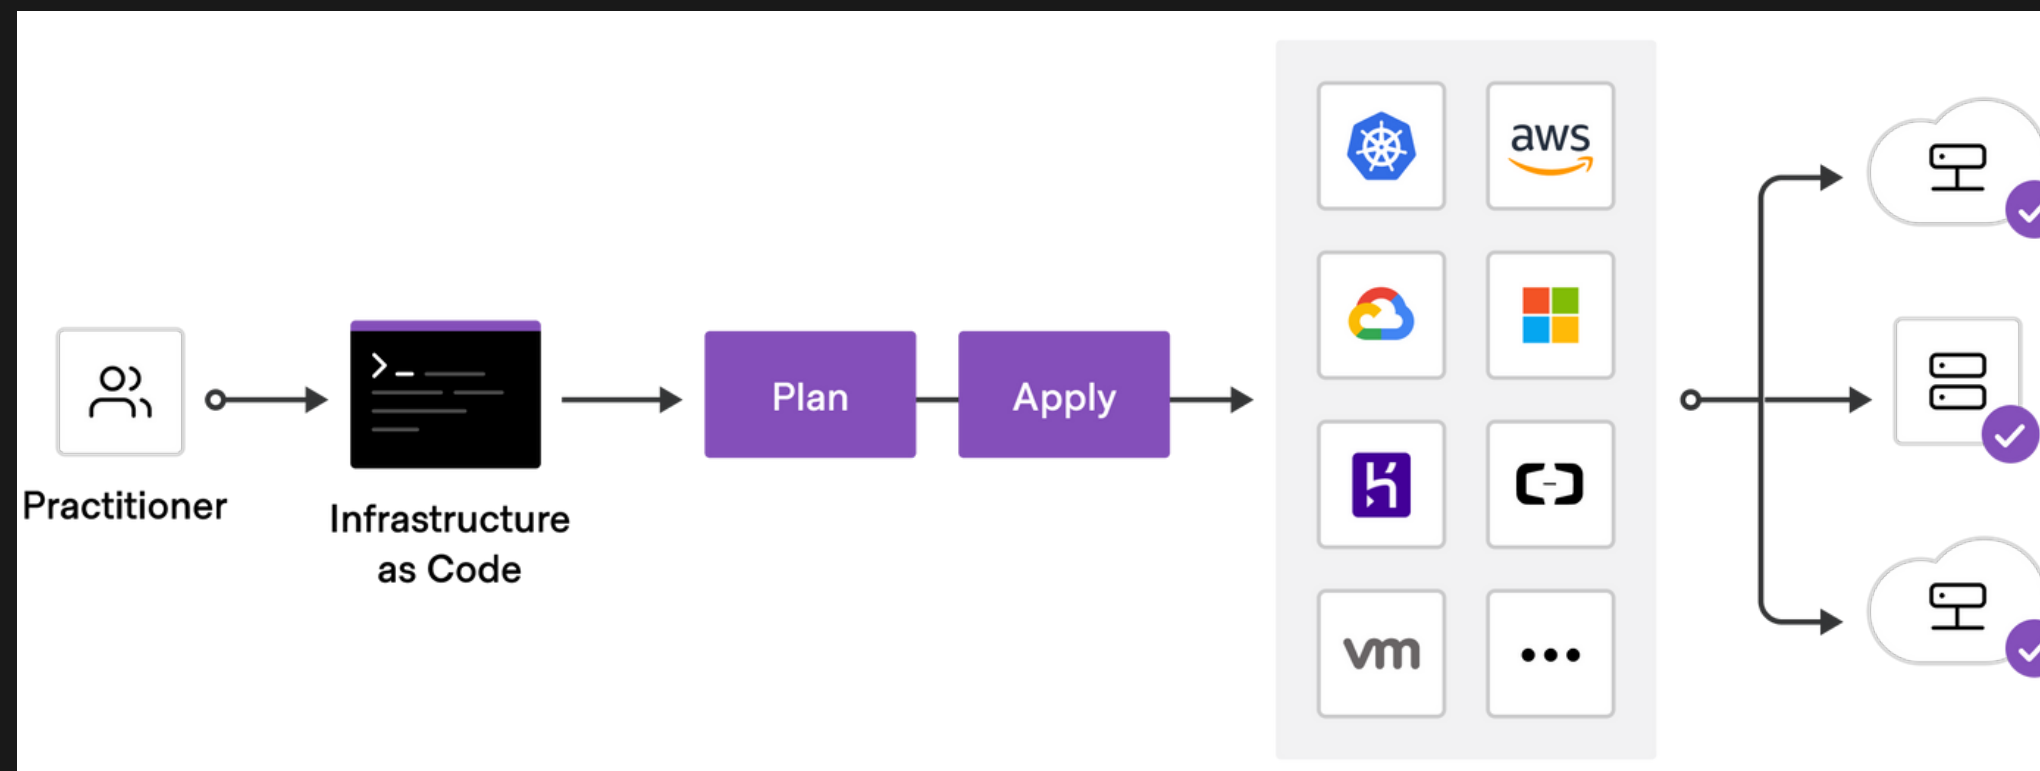 Practitioner
Infrastructure
as Code
Plan
Apply
aws
vm